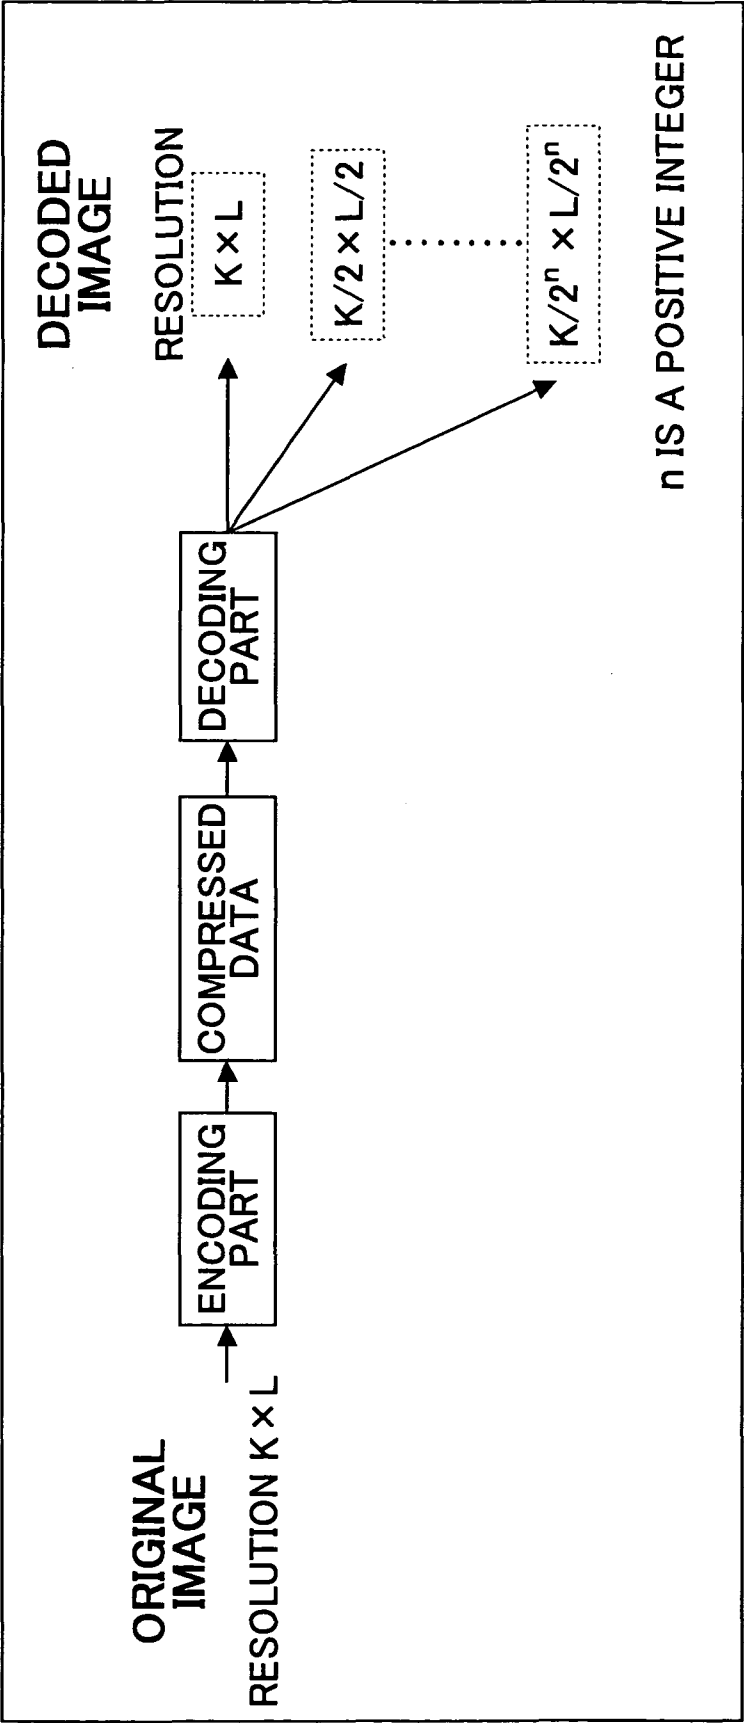 ORIGINAL
IMAGE
RESOLUTION K × L
ENCODING
PART
COMPRESSED
DATA
DECODING
PART
DECODED
IMAGE
RESOLUTION
K × L
K/2 × L/2
K/2ⁿ × L/2ⁿ
n IS A POSITIVE INTEGER